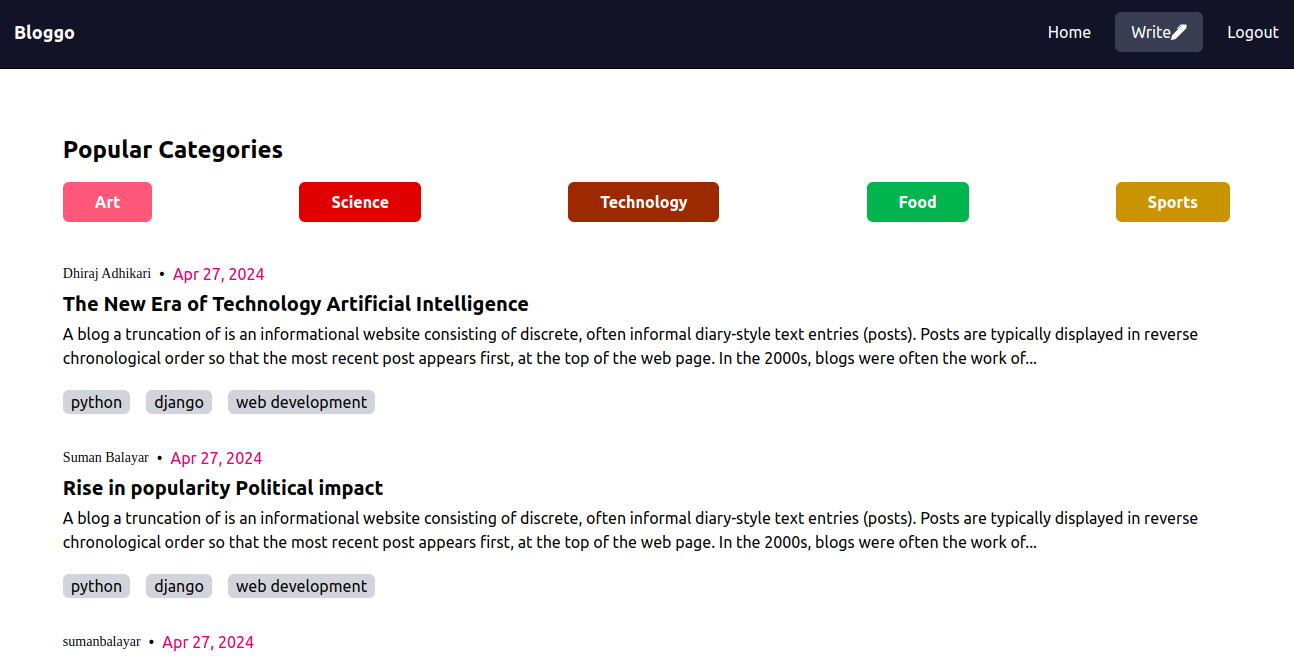 Bloggo Home Write Logout
Popular Categories
Art Science Technology Food Sports
Dhiraj Adhikari • Apr 27, 2024
The New Era of Technology Artificial Intelligence
A blog a truncation of is an informational website consisting of discrete, often informal diary-style text entries (posts). Posts are typically displayed in reverse
chronological order so that the most recent post appears first, at the top of the web page. In the 2000s, blogs were often the work of…
python django web development
Suman Balayar • Apr 27, 2024
Rise in popularity Political impact
A blog a truncation of is an informational website consisting of discrete, often informal diary-style text entries (posts). Posts are typically displayed in reverse
chronological order so that the most recent post appears first, at the top of the web page. In the 2000s, blogs were often the work of…
python django web development
sumanbalayar • Apr 27, 2024